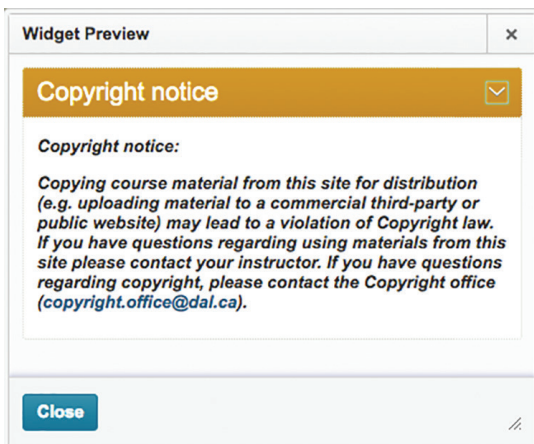 Widget Preview
×
Copyright notice
Copyright notice:
Copying course material from this site for distribution
(e.g. uploading material to a commercial third-party or
public website) may lead to a violation of Copyright law.
If you have questions regarding using materials from this
site please contact your instructor. If you have questions
regarding copyright, please contact the Copyright office
(copyright.office@dal.ca).
Close